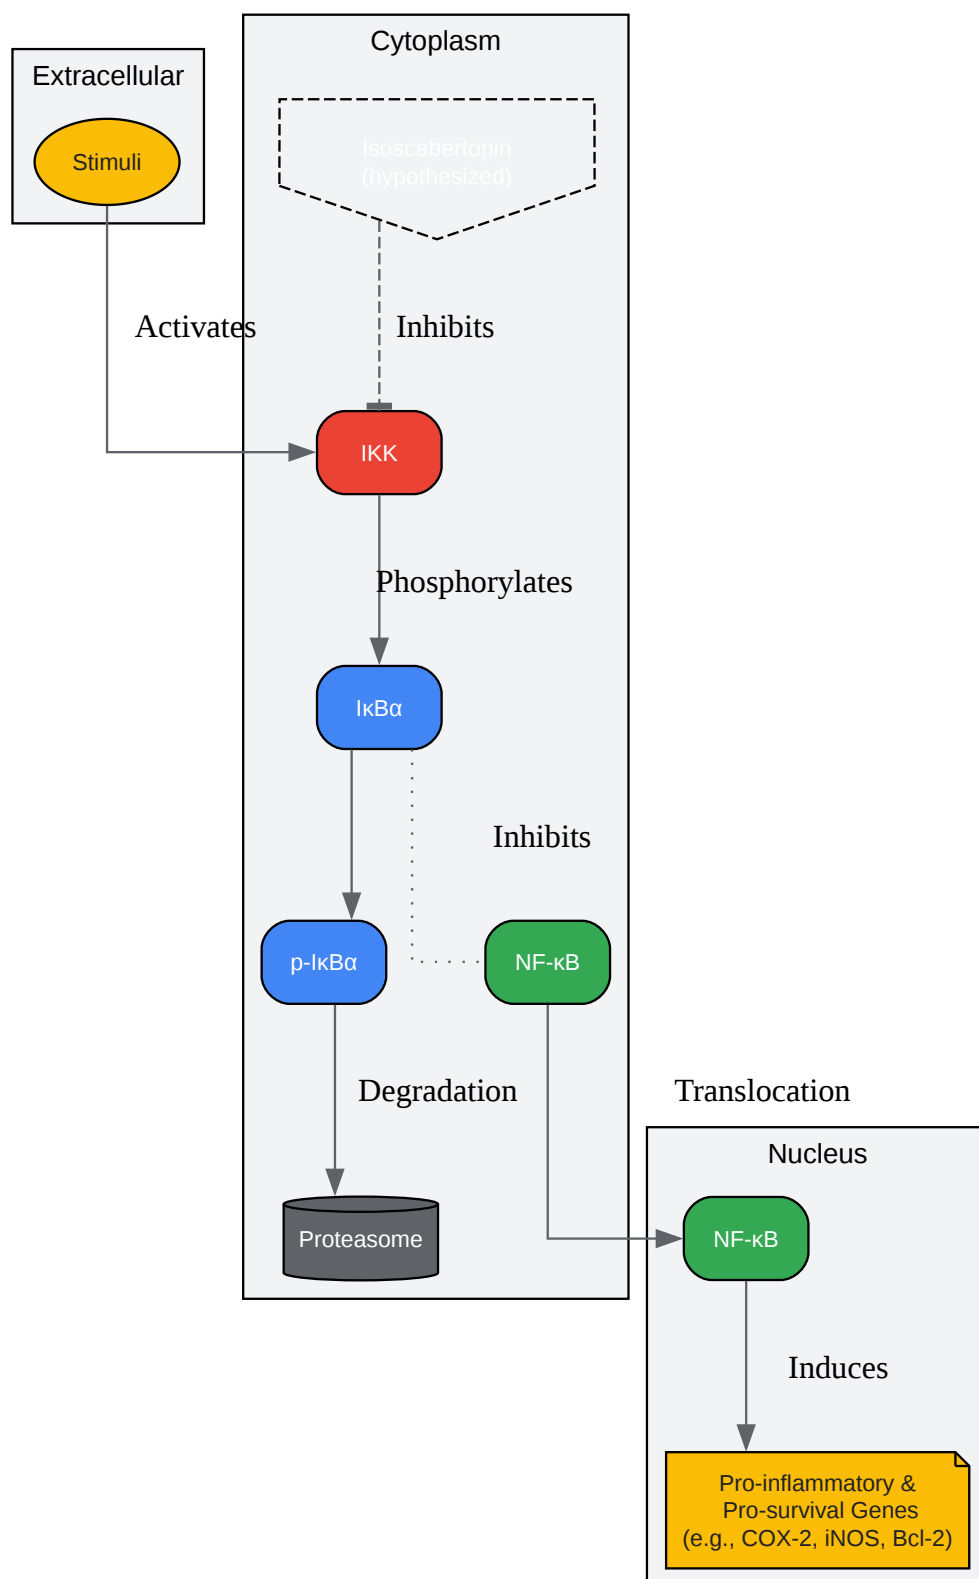 Cytoplasm
Extracellular
Stimuli
Isoscabertopin
(hypothesized)
Activates
Inhibits
IKK
Phosphorylates
IκBα
Inhibits
p-IκBα
NF-κB
Degradation
Translocation
Nucleus
Proteasome
NF-κB
Induces
Pro-inflammatory &
Pro-survival Genes
(e.g., COX-2, iNOS, Bcl-2)